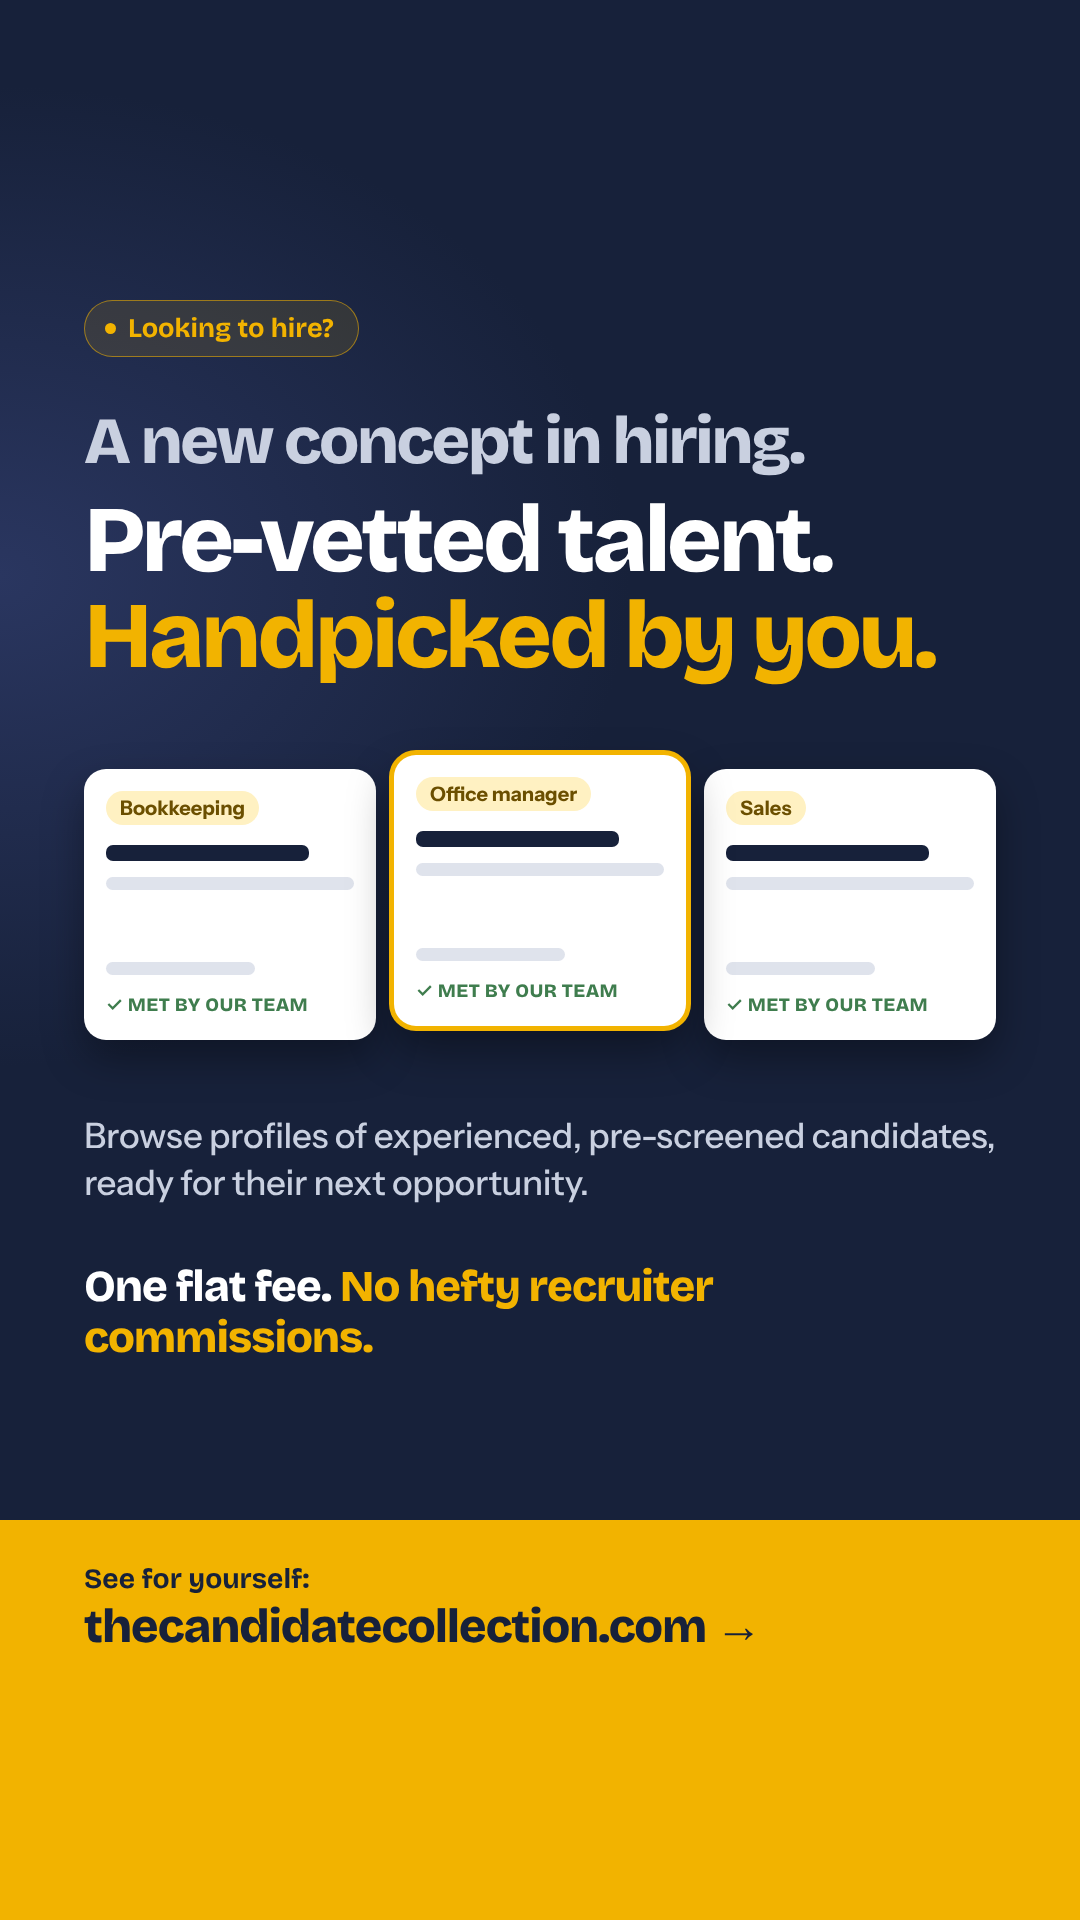 Looking to hire?
A new concept in hiring.
Pre-vetted talent.
Handpicked by you.
Bookkeeping
✓ MET BY OUR TEAM
Office manager
✓ MET BY OUR TEAM
Sales
✓ MET BY OUR TEAM
Browse profiles of experienced, pre-screened candidates,
ready for their next opportunity.
One flat fee. No hefty recruiter
commissions.
See for yourself:
thecandidatecollection.com →